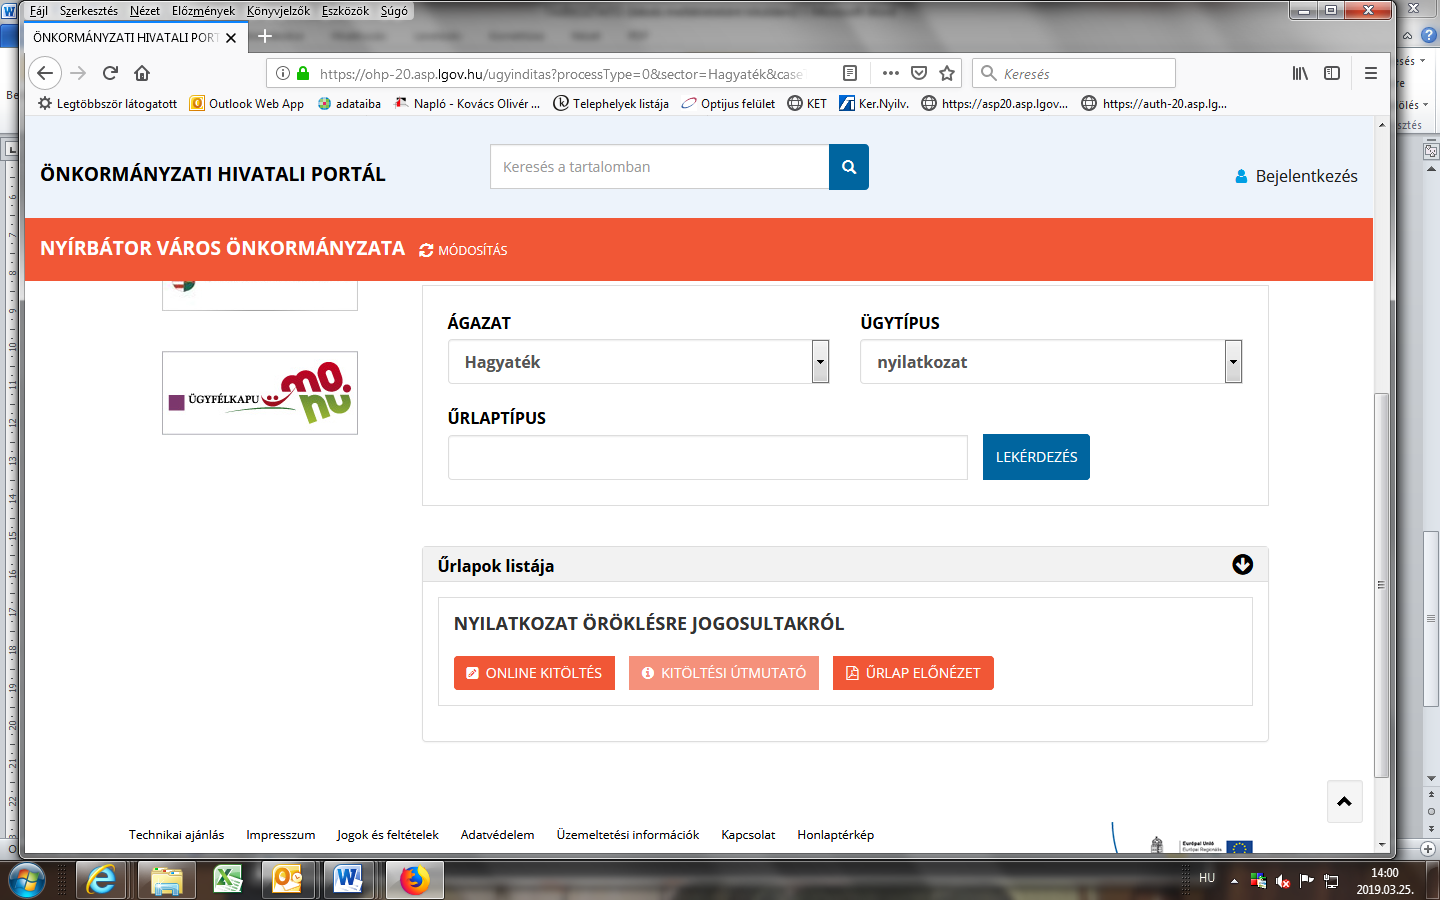 Fájl Szerkesztés Nézet Előzmények Könyvjelzők Eszközök Súgó
ÖNKORMÁNYZATI HIVATALI PORT
https://ohp-20.asp.lgov.hu/ugyinditas?processType=0&sector=Hagyaték&case
Keresés
Legtöbbször látogatott Outlook Web App adataiba Napló - Kovács Olivér ... Telephelyek listája Optijus felület KET Ker.Nyilv. https://asp20.asp.lgov... https://auth-20.asp.lg...
ÖNKORMÁNYZATI HIVATALI PORTÁL
Keresés a tartalomban
Bejelentkezés
NYÍRBÁTOR VÁROS ÖNKORMÁNYZATA MÓDOSÍTÁS
ÁGAZAT ÜGYTÍPUS
Hagyaték nyilatkozat
ÜGYFÉLKAPU mo.hu
ŰRLAPTÍPUS
LEKÉRDEZÉS
Űrlapok listája
NYILATKOZAT ÖRÖKLÉSRE JOGOSULTAKRÓL
ONLINE KITÖLTÉS KITÖLTÉSI ÚTMUTATÓ ŰRLAP ELŐNÉZET
Technikai ajánlás Impresszum Jogok és feltételek Adatvédelem Üzemeltetési információk Kapcsolat Honlaptérkép
Európai Unió
HU
14:00
2019.03.25.